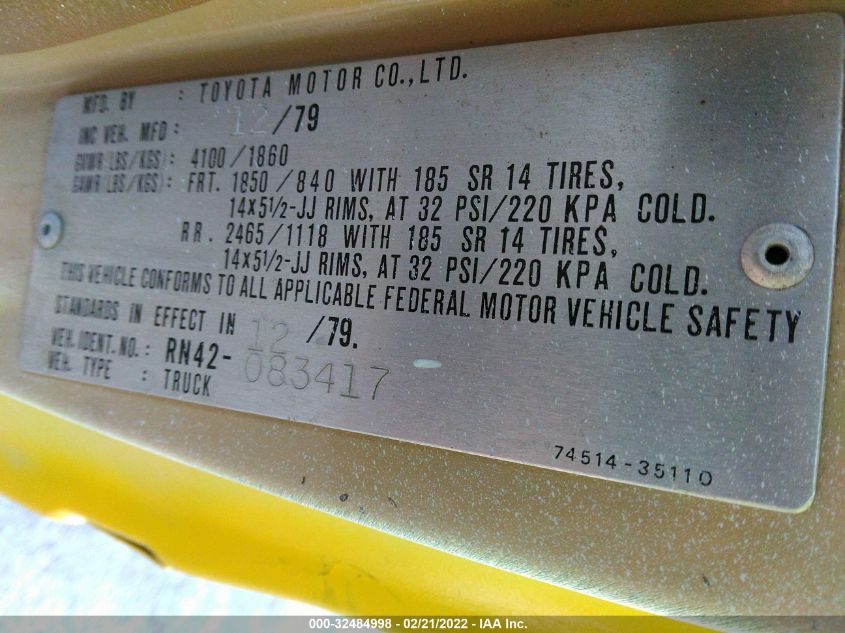 MFD. BY : TOYOTA MOTOR CO.,LTD.
INC VEH. MFD : 12/79
GVWR(LBS/KGS): 4100/1860
GAWR(LBS/KGS): FRT. 1850/840 WITH 185 SR 14 TIRES,
14x5½-JJ RIMS, AT 32 PSI/220 KPA COLD.
RR. 2465/1118 WITH 185 SR 14 TIRES,
14x5½-JJ RIMS, AT 32 PSI/220 KPA COLD.
THIS VEHICLE CONFORMS TO ALL APPLICABLE FEDERAL MOTOR VEHICLE SAFETY
STANDARDS IN EFFECT IN 12/79.
VEH. IDENT. NO.: RN42-083417
VEH. TYPE : TRUCK
74514-35110
000-32484998 - 02/21/2022 - IAA Inc.